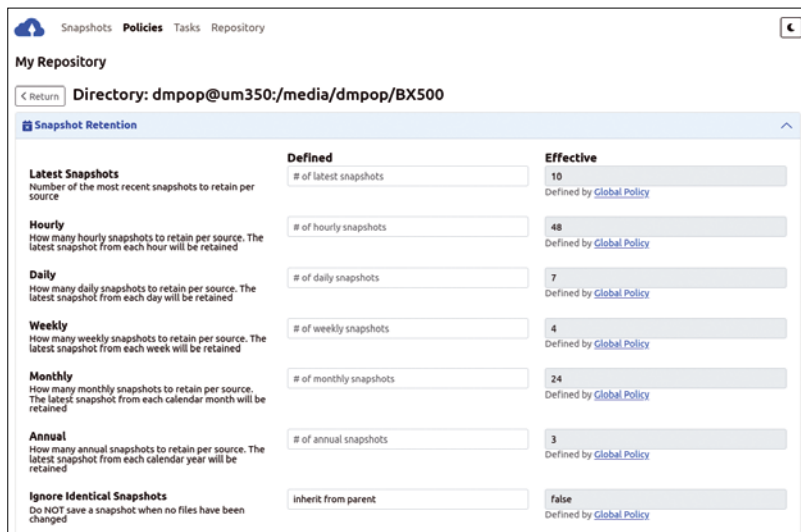 Snapshots Policies Tasks Repository
My Repository
< Return Directory: dmpop@um350:/media/dmpop/BX500
Snapshot Retention
Defined Effective
Latest Snapshots # of latest snapshots 10
Number of the most recent snapshots to retain per Defined by Global Policy
source
Hourly # of hourly snapshots 48
How many hourly snapshots to retain per source. The Defined by Global Policy
latest snapshot from each hour will be retained
Daily # of daily snapshots 7
How many daily snapshots to retain per source. The Defined by Global Policy
latest snapshot from each day will be retained
Weekly # of weekly snapshots 4
How many weekly snapshots to retain per source. The Defined by Global Policy
latest snapshot from each week will be retained
Monthly # of monthly snapshots 24
How many monthly snapshots to retain per source. Defined by Global Policy
The latest snapshot from each calendar month will be
retained
Annual # of annual snapshots 3
How many annual snapshots to retain per source. The Defined by Global Policy
latest snapshot from each calendar year will be
retained
Ignore Identical Snapshots inherit from parent false
Do NOT save a snapshot when no files have been Defined by Global Policy
changed